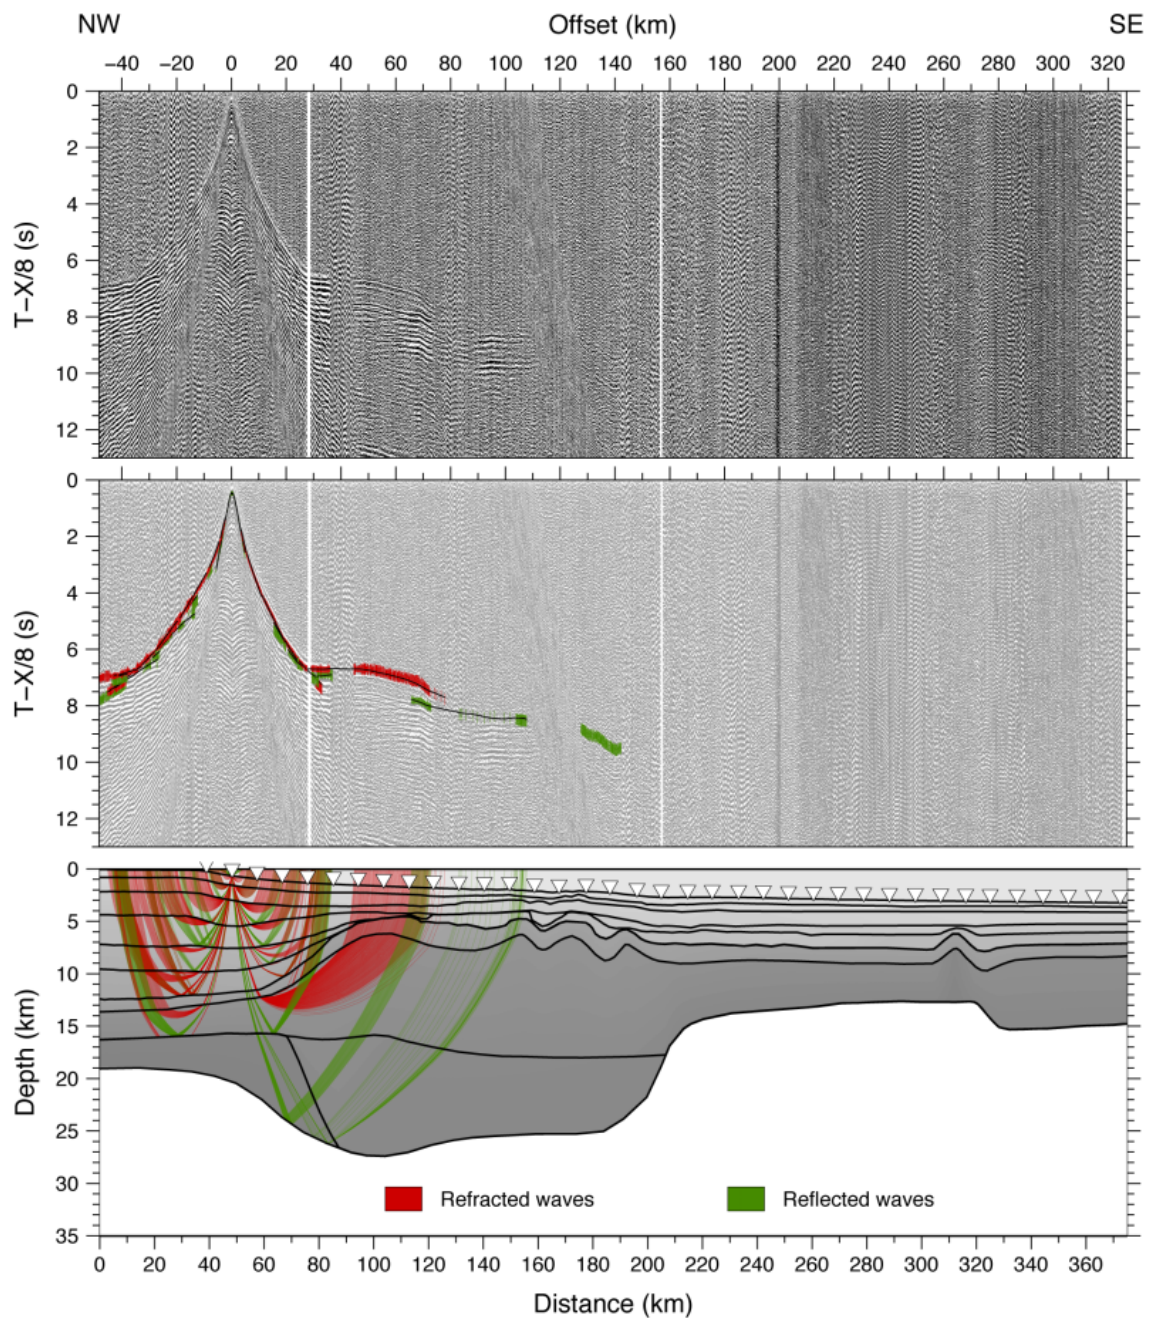 NW Offset (km) SE
−40 −20 0 20 40 60 80 100 120 140 160 180 200 220 240 260 280 300 320
0
2
4
6
8
10
12
T−X/8 (s)
0
2
4
6
8
10
12
T−X/8 (s)
0
5
10
15
20
25
30
35
Depth (km)
Refracted waves Reflected waves
0 20 40 60 80 100 120 140 160 180 200 220 240 260 280 300 320 340 360
Distance (km)